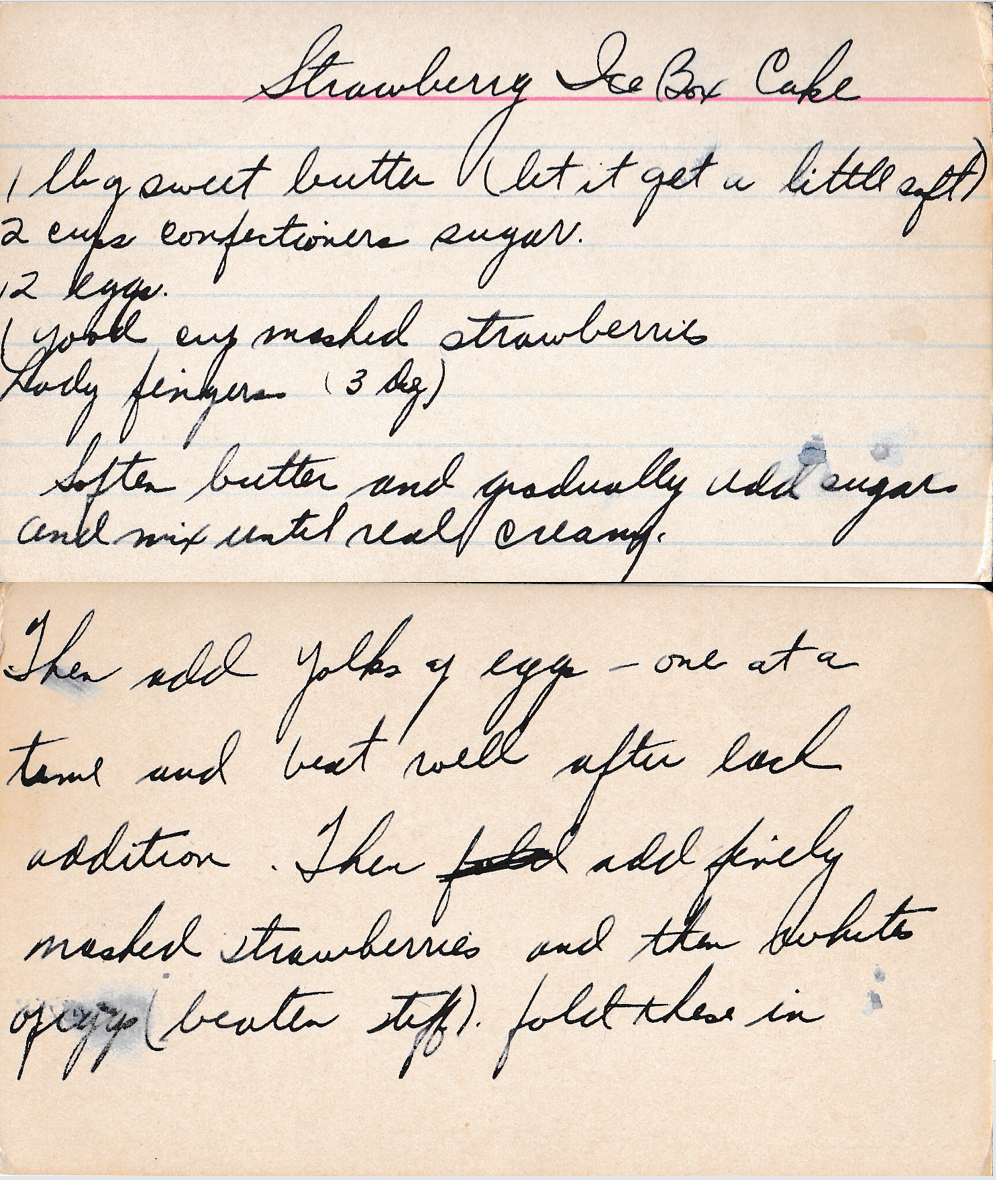 Strawberry Ice Box Cake
1 lb of sweet butter (let it get a little soft)
2 cups confectioners sugar.
12 eggs.
1 good cup mashed strawberries
Lady fingers (3 dz)
Soften butter and gradually add sugar
and mix until real creamy.
Then add yolks of eggs – one at a
time and beat well after each
addition. Then add finely
mashed strawberries and then whites
of eggs (beaten stiff). fold these in